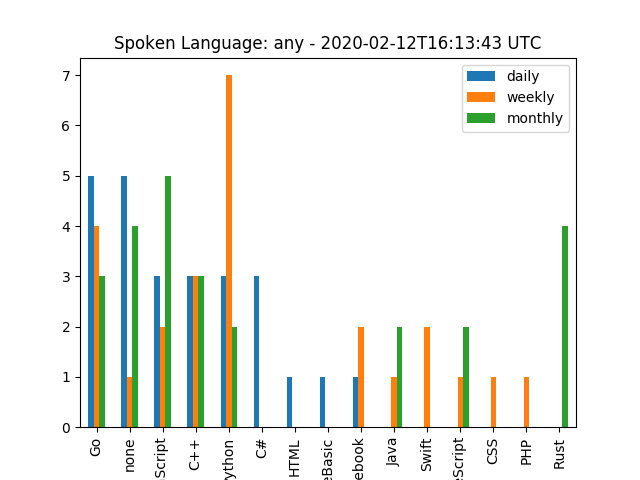 Spoken Language: any - 2020-02-12T16:13:43 UTC
daily
weekly
monthly
7
6
5
4
3
2
1
0
Go
none
Script
C++
ython
C#
HTML
eBasic
ebook
Java
Swift
eScript
CSS
PHP
Rust